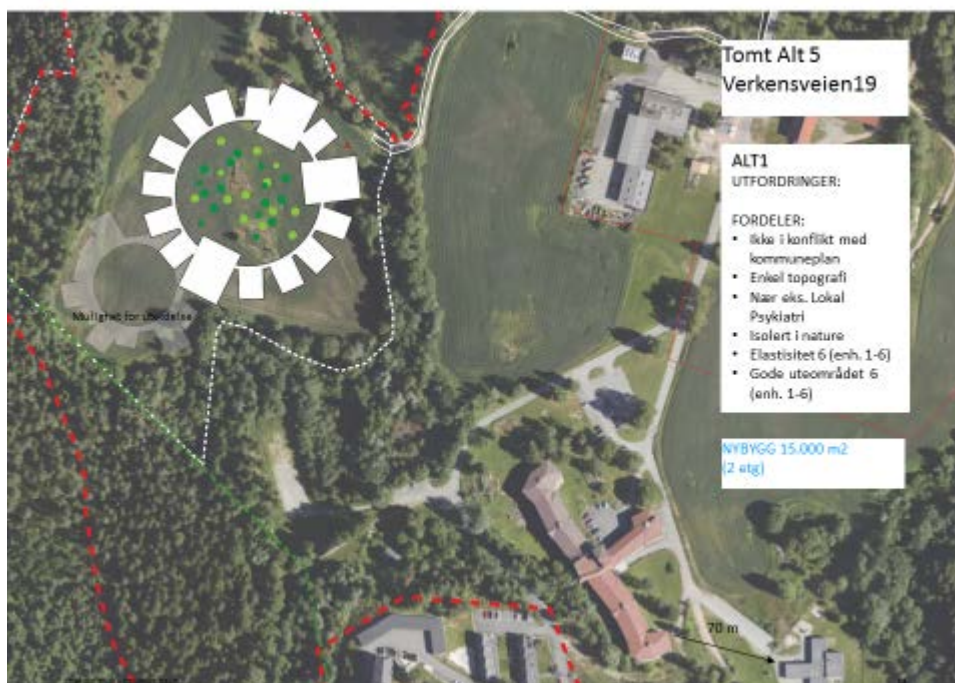 Tomt Alt 5
Verkensveien19
ALT1
UTFORDRINGER:
FORDELER:
▪ Ikke i konflikt med
kommuneplan
▪ Enkel topografi
▪ Nær eks. Lokal
Psykiatri
▪ Isolert i nature
▪ Elastisitet 6 (enh. 1-6)
▪ Gode uteområdet 6
(enh. 1-6)
NYBYGG 15.000 m2
(2 etg)
Mulighet for utvidelse
70 m